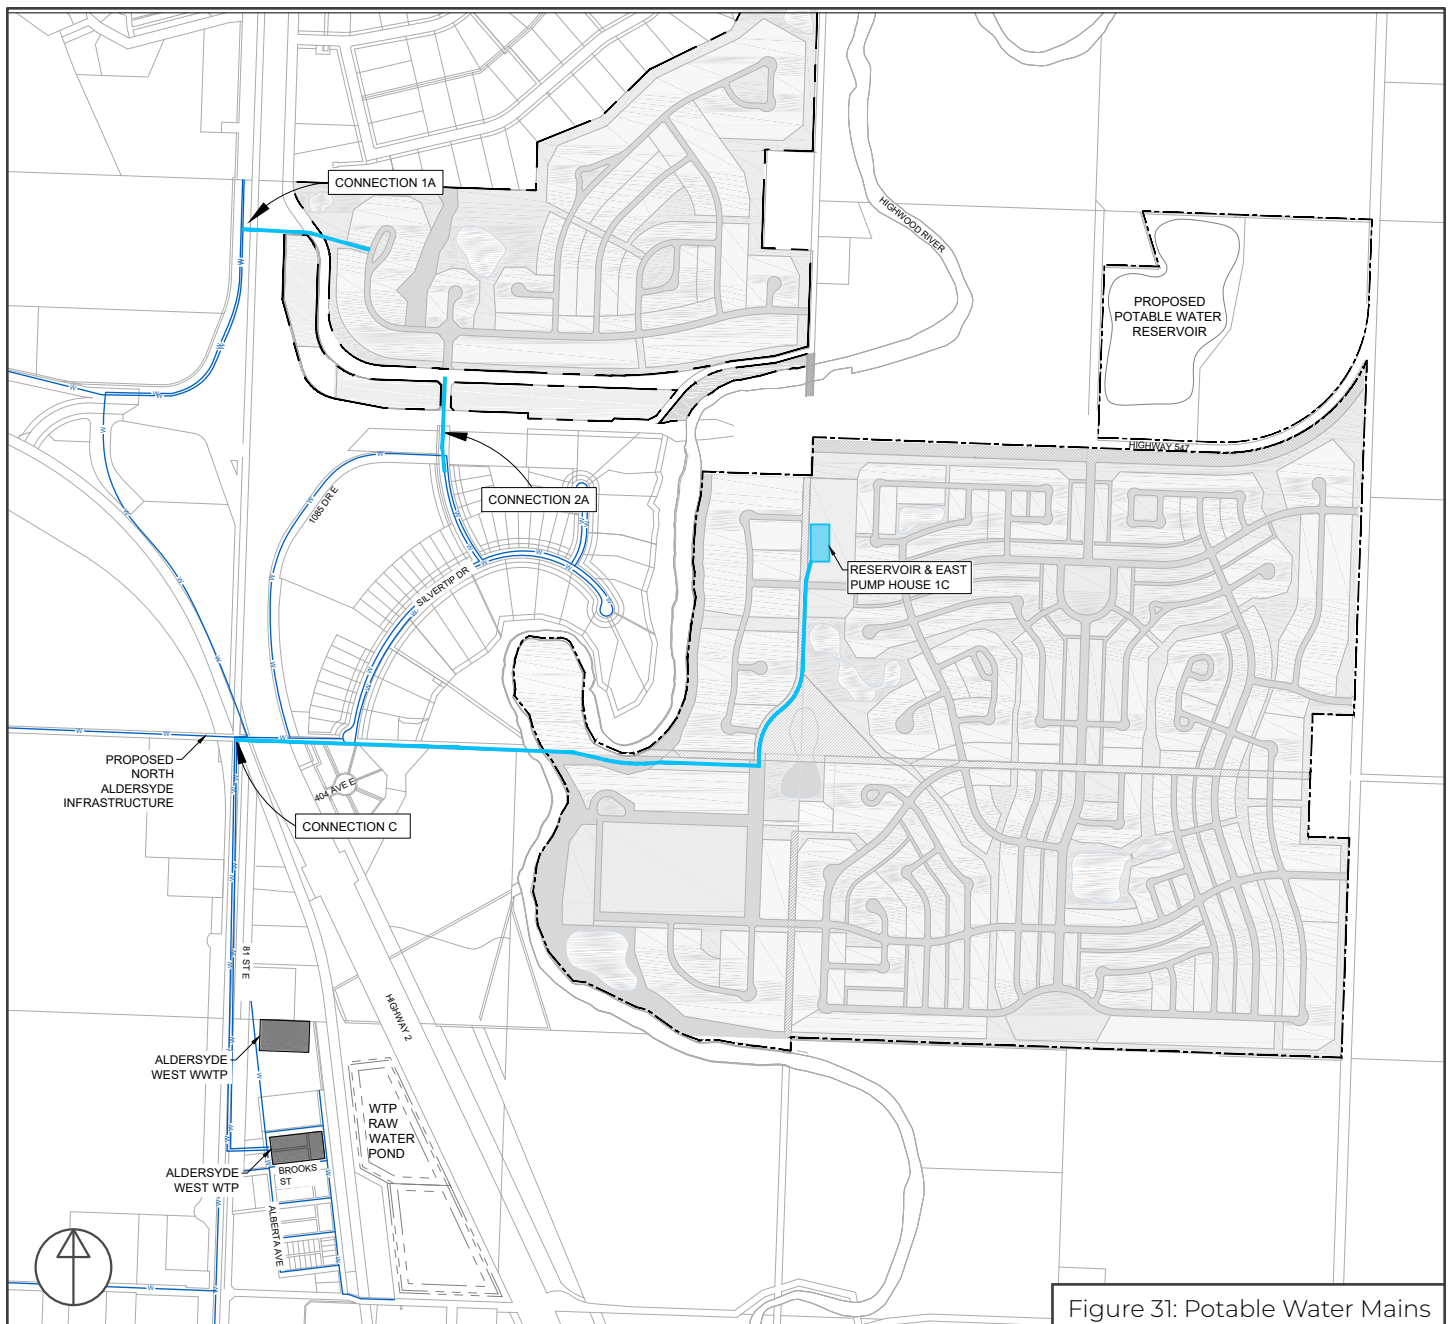 CONNECTION 1A
HIGHWOOD RIVER
PROPOSED
POTABLE WATER
RESERVOIR
HIGHWAY 547
CONNECTION 2A
1085 DR E
SILVERTIP DR
RESERVOIR & EAST
PUMP HOUSE 1C
PROPOSED
NORTH
ALDERSYDE
INFRASTRUCTURE
404 AVE E
CONNECTION C
81 ST E
HIGHWAY 2
ALDERSYDE
WEST WWTP
WTP
RAW
WATER
POND
ALDERSYDE
WEST WTP
BROOKS
ST
ALBERTA AVE
Figure 31: Potable Water Mains